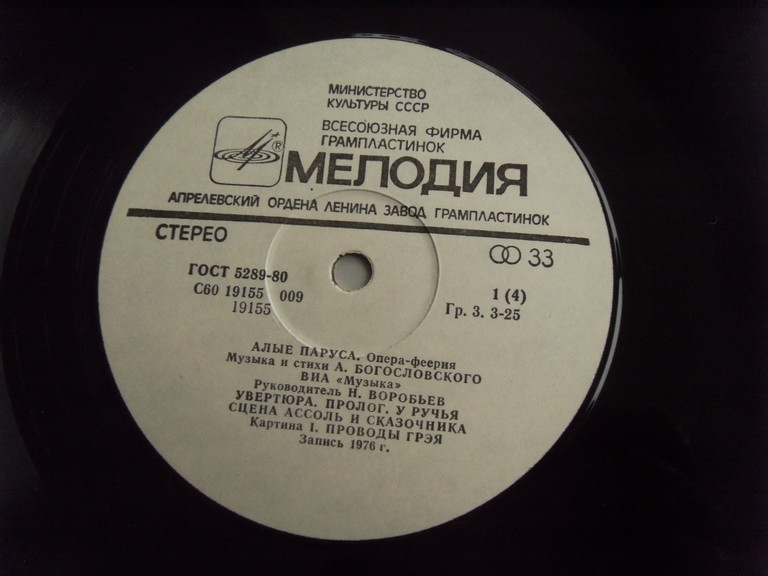 МИНИСТЕРСТВО
КУЛЬТУРЫ СССР
ВСЕСОЮЗНАЯ ФИРМА
ГРАМПЛАСТИНОК
® МЕЛОДИЯ
АПРЕЛЕВСКИЙ ОРДЕНА ЛЕНИНА ЗАВОД ГРАМПЛАСТИНОК
СТЕРЕО
33
ГОСТ 5289-80
С60 19155 009
19155
1 (4)
Гр. 3. 3-25
АЛЫЕ ПАРУСА. Опера-феерия
Музыка и стихи А. БОГОСЛОВСКОГО
ВИА «Музыка»
Руководитель Н. ВОРОБЬЕВ
УВЕРТЮРА. ПРОЛОГ. У РУЧЬЯ
СЦЕНА АССОЛЬ И СКАЗОЧНИКА
Картина I. ПРОВОДЫ ГРЭЯ
Запись 1976 г.